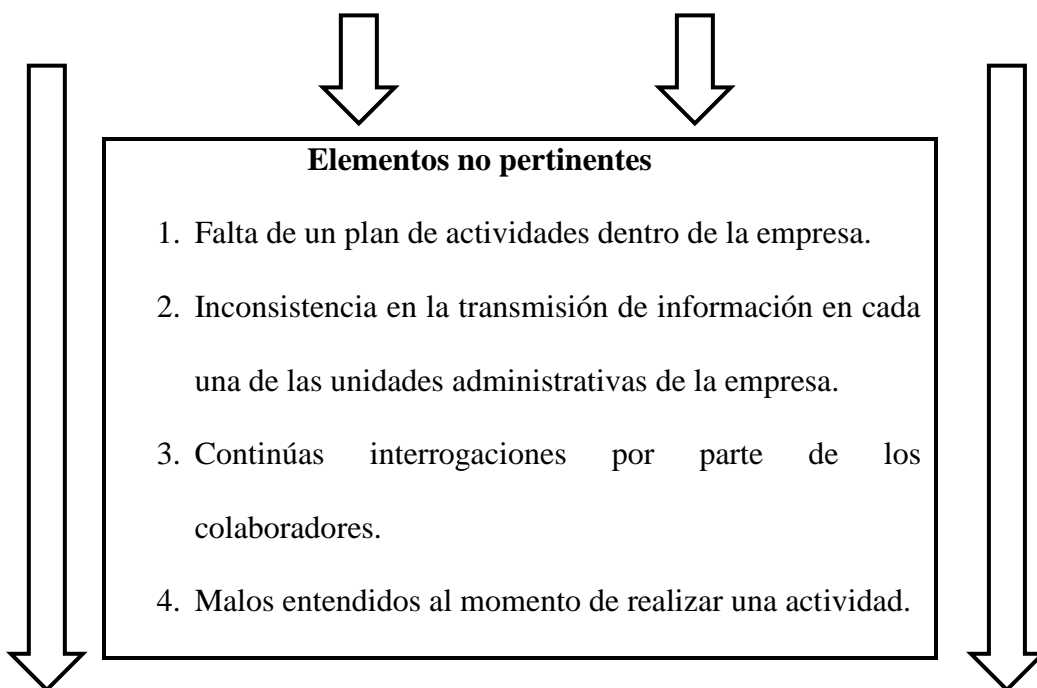 Elementos no pertinentes
1. Falta de un plan de actividades dentro de la empresa.
2. Inconsistencia en la transmisión de información en cada
una de las unidades administrativas de la empresa.
3. Continúas interrogaciones por parte de los
colaboradores.
4. Malos entendidos al momento de realizar una actividad.